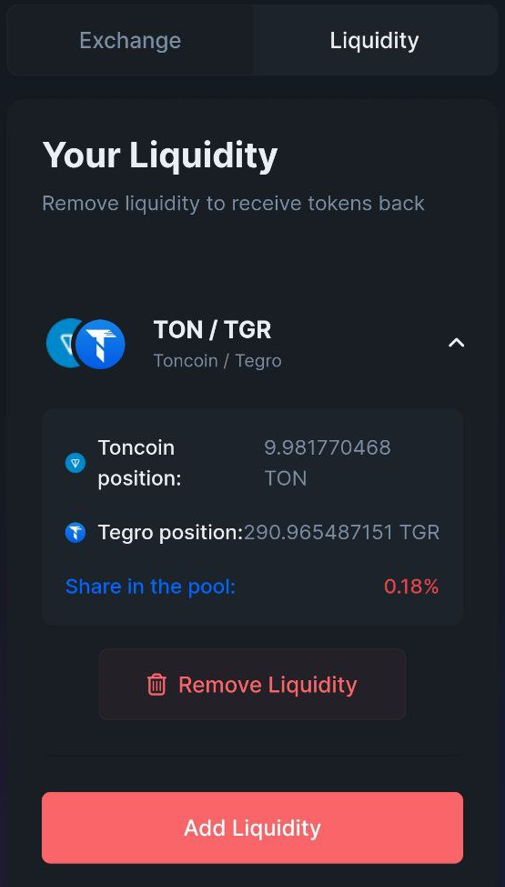 Exchange Liquidity
Your Liquidity
Remove liquidity to receive tokens back
TON / TGR
Toncoin / Tegro
Toncoin position: 9.981770468 TON
Tegro position: 290.965487151 TGR
Share in the pool: 0.18%
Remove Liquidity
Add Liquidity